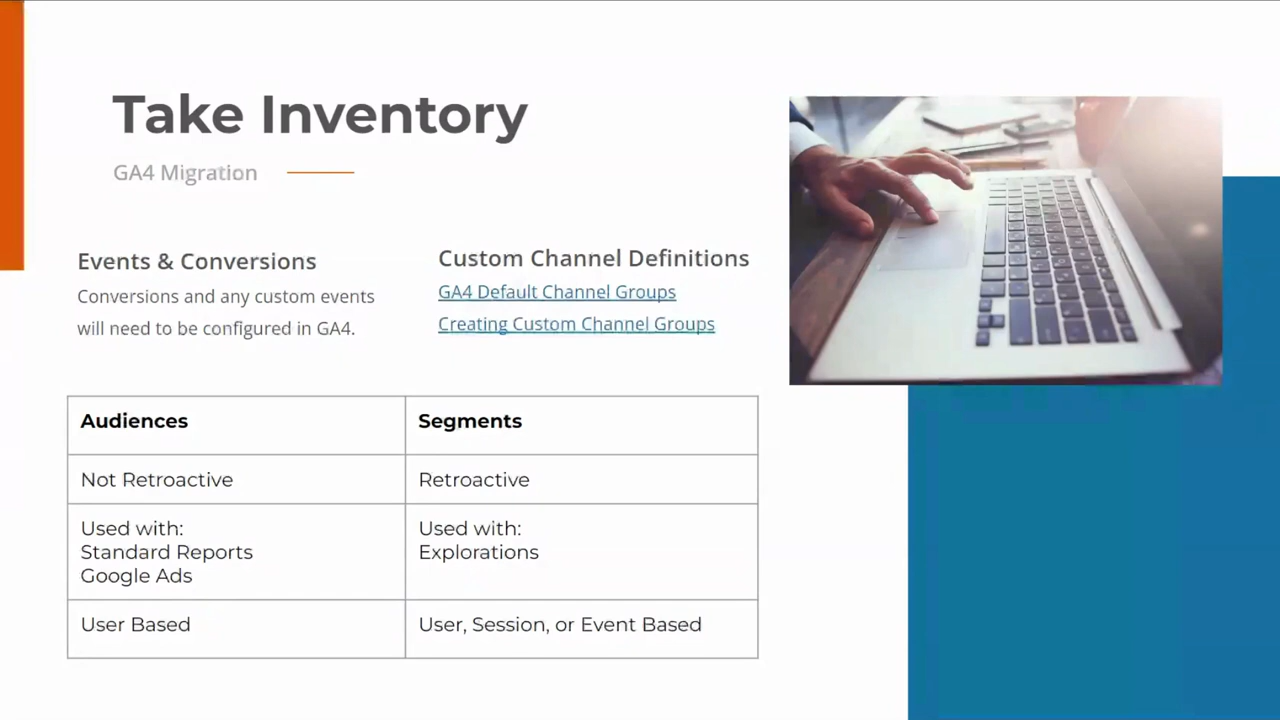 Take Inventory
GA4 Migration
Events & Conversions
Conversions and any custom events
will need to be configured in GA4.
Custom Channel Definitions
GA4 Default Channel Groups
Creating Custom Channel Groups
Audiences
Segments
Not Retroactive
Retroactive
Used with:
Standard Reports
Google Ads
Used with:
Explorations
User Based
User, Session, or Event Based